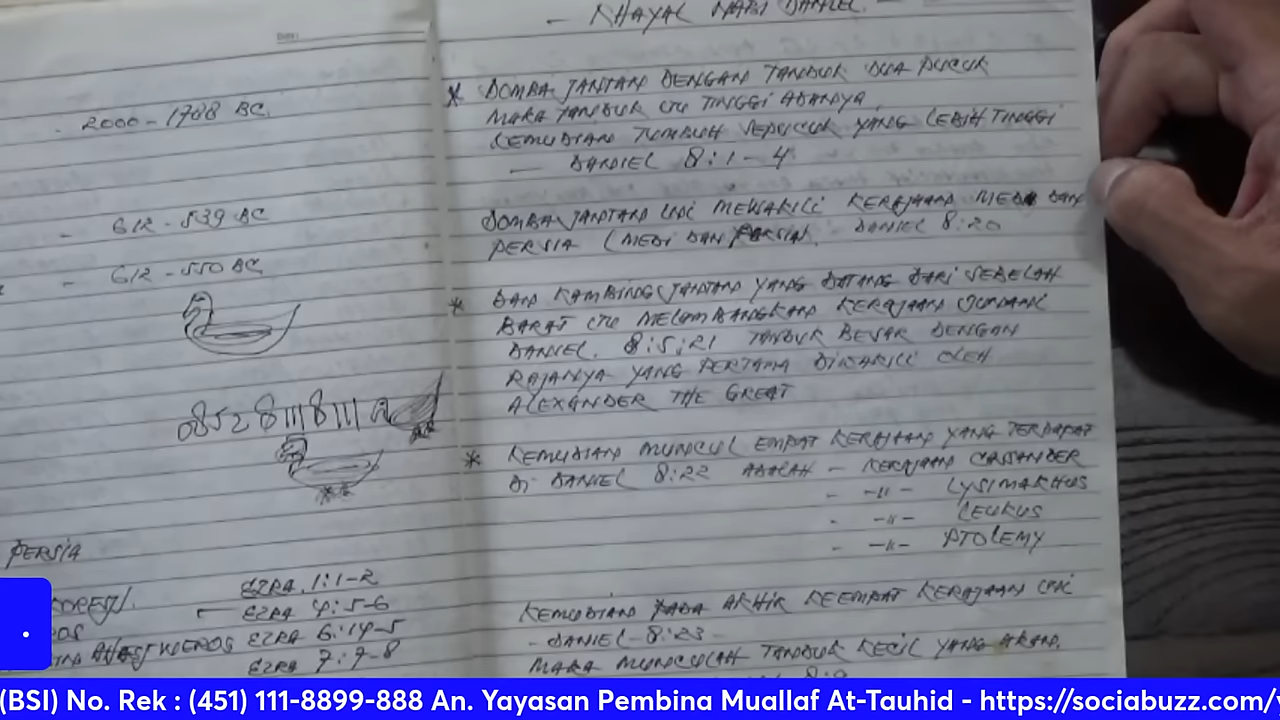 2000-1788 BC.
- 612 - 539 BC
- 612 - 550 BC
PERSIA
EZRA. 1:1-2
EZRA 4:5-6
EZRA 6:14-5
EZRA 7:7-8
- KHAYAL NABI DANIEL. -
* DOMBA JANTAN DENGAN TANDUK DUA PUCUK
MAKA TANDUK ITU TINGGI ADANYA,
KEMUDIAN TUMBUH SEPUCUK YANG LEBIH TINGGI
— DANIEL 8:1-4
DOMBA JANTAN INI MEWAKILI KERAJAAN MEDIA DAN
PERSIA (MEDI DAN PERSIA). DANIEL 8:20
* DAN KAMBING JANTAN YANG DATANG DARI SEBELAH
BARAT ITU MELAMBANGKAN KERAJAAN YUNANI
DANIEL. 8:5;21 TANDUK BESAR DENGAN
RAJANYA YANG PERTAMA DIWAKILI OLEH
ALEXANDER THE GREAT
* KEMUDIAN MUNCUL EMPAT KERAJAAN YANG TERDAPAT
DI DANIEL 8:22 ADALAH - KERAJAAN CASSANDER
- -"- LYSIMAKHUS
- -"- SELEUKUS
- -"- PTOLEMY
KEMUDIAN PADA AKHIR KEEMPAT KERAJAAN INI
- DANIEL - 8:23 -
MAKA MUNCULAH TANDUK KECIL YANG AKAN,
(BSI) No. Rek : (451) 111-8899-888 An. Yayasan Pembina Muallaf At-Tauhid - https://sociabuzz.com/